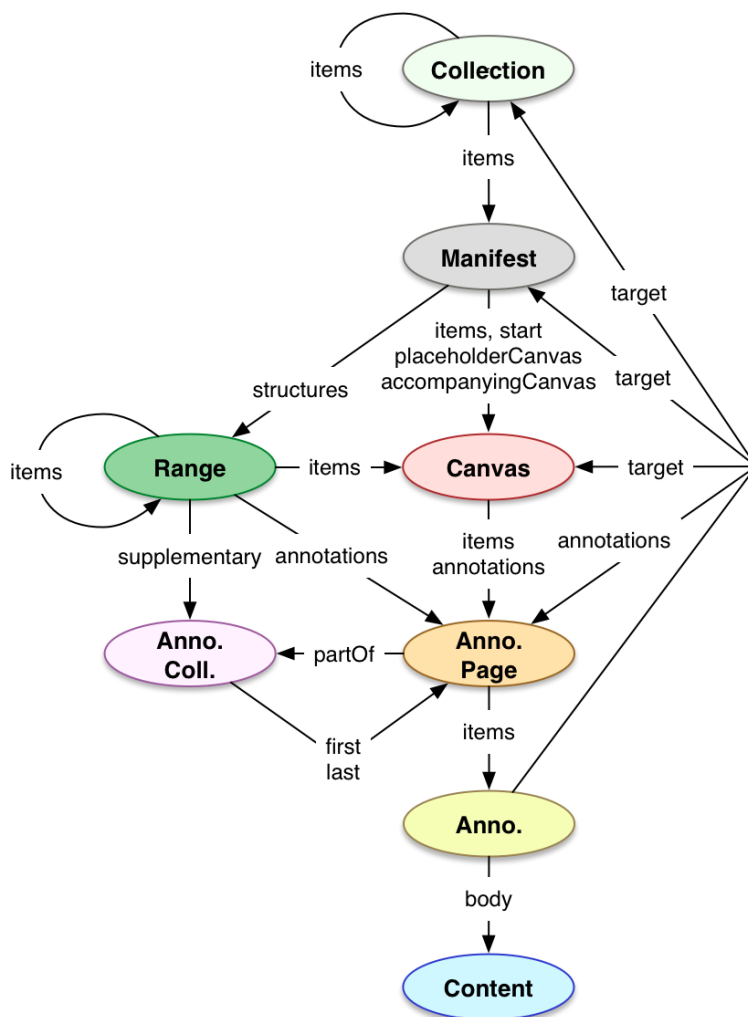 Collection
items
items
Manifest
target
items, start
placeholderCanvas
accompanyingCanvas
target
structures
Range
items
items
Canvas
target
supplementary
annotations
items
annotations
annotations
Anno.
Coll.
partOf
Anno.
Page
first
last
items
Anno.
body
Content